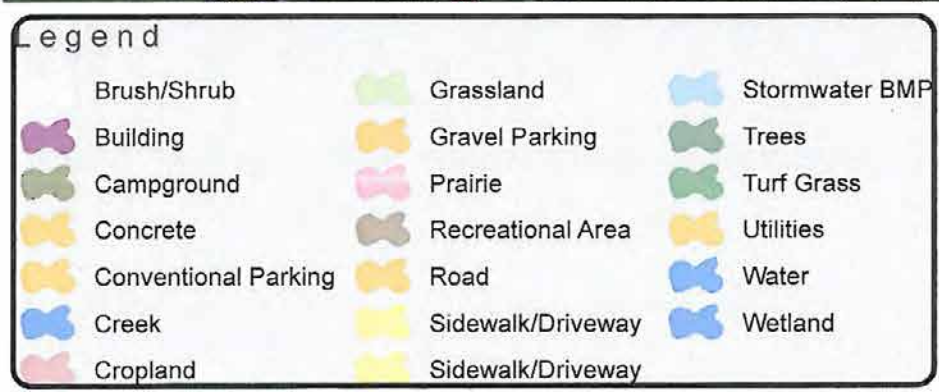 Legend
Brush/Shrub
Building
Campground
Concrete
Conventional Parking
Creek
Cropland
Grassland
Gravel Parking
Prairie
Recreational Area
Road
Sidewalk/Driveway
Sidewalk/Driveway
Stormwater BMP
Trees
Turf Grass
Utilities
Water
Wetland